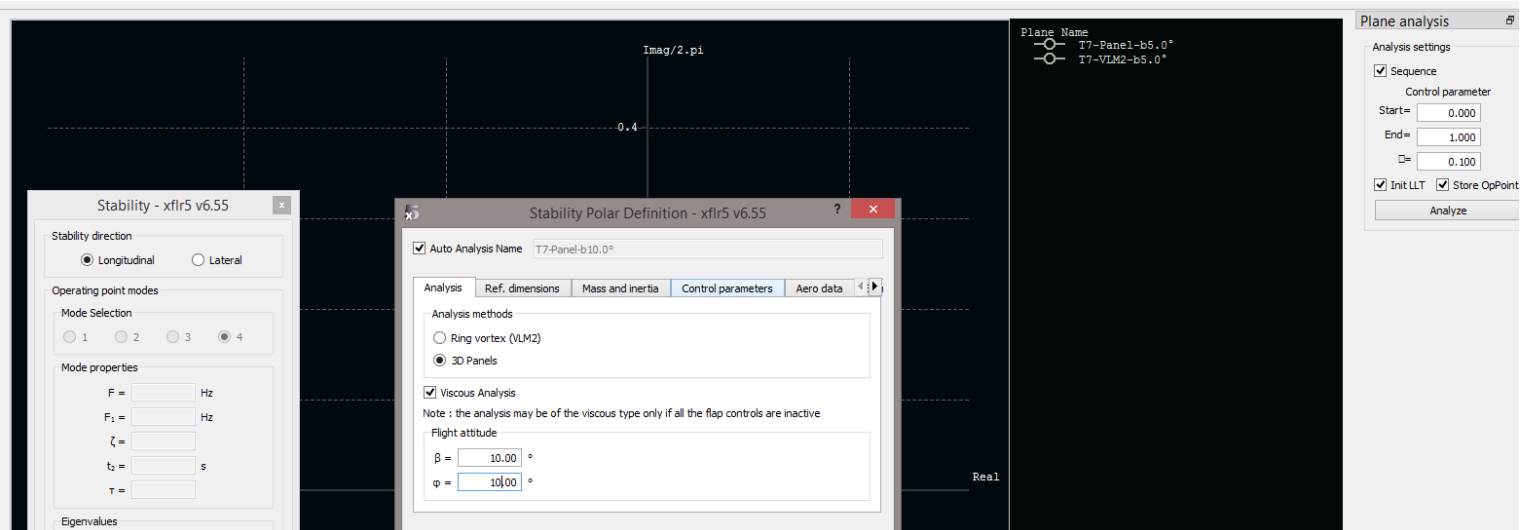 Imag/2.pi
0.4
Real
Plane Name
T7-Panel-b5.0°
T7-VLM2-b5.0°
Plane analysis
Analysis settings
Sequence
Control parameter
Start= 0.000
End= 1.000
□= 0.100
Init LLT Store OpPoint
Analyze
Stability - xflr5 v6.55 x
Stability direction
Longitudinal Lateral
Operating point modes
Mode Selection
1 2 3 4
Mode properties
F = Hz
F₁ = Hz
ζ =
t₂ = s
τ =
Eigenvalues
Stability Polar Definition - xflr5 v6.55 ? ×
Auto Analysis Name T7-Panel-b10.0°
Analysis Ref. dimensions Mass and inertia Control parameters Aero data
Analysis methods
Ring vortex (VLM2)
3D Panels
Viscous Analysis
Note : the analysis may be of the viscous type only if all the flap controls are inactive
Flight attitude
β = 10.00 °
φ = 10.00 °